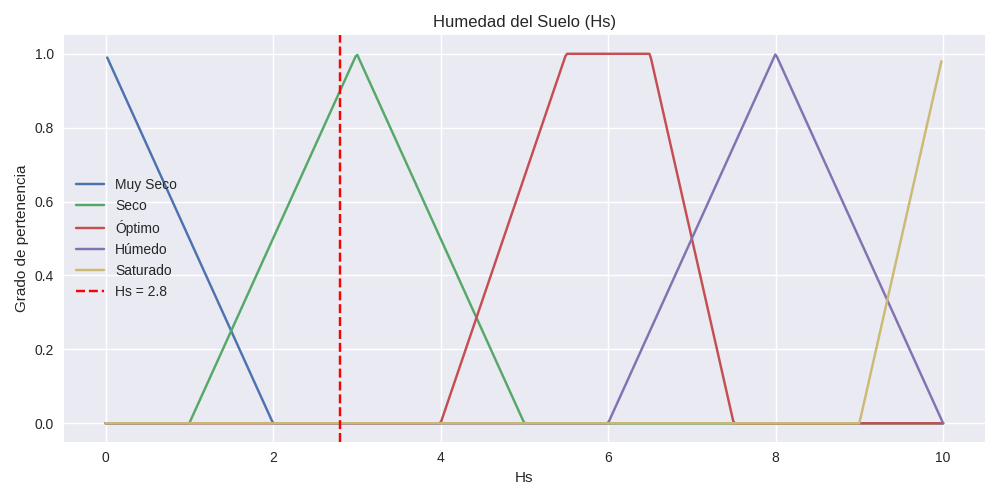 Humedad del Suelo (Hs)
Grado de pertenencia
1.0
0.8
0.6
0.4
0.2
0.0
Muy Seco
Seco
Óptimo
Húmedo
Saturado
Hs = 2.8
0
2
4
6
8
10
Hs